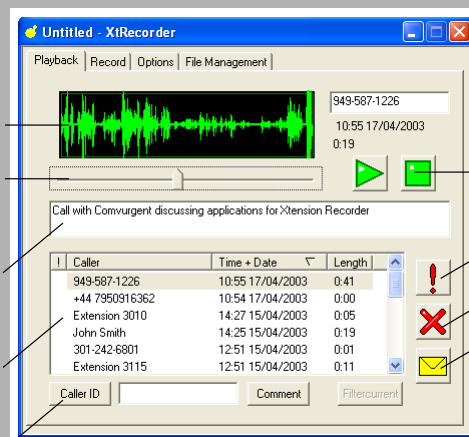 Untitled - XtRecorder
Playback Record Options File Management
949-587-1226
10:55 17/04/2003
0:19
Call with Comvurgent discussing applications for Xtension Recorder
! Caller Time + Date Length
949-587-1226 10:55 17/04/2003 0:41
+44 7950916362 10:54 17/04/2003 0:00
Extension 3010 14:27 15/04/2003 0:05
John Smith 14:25 15/04/2003 0:19
301-242-6801 12:51 15/04/2003 0:01
Extension 3115 12:51 15/04/2003 0:11
Caller ID Comment Filtercurrent